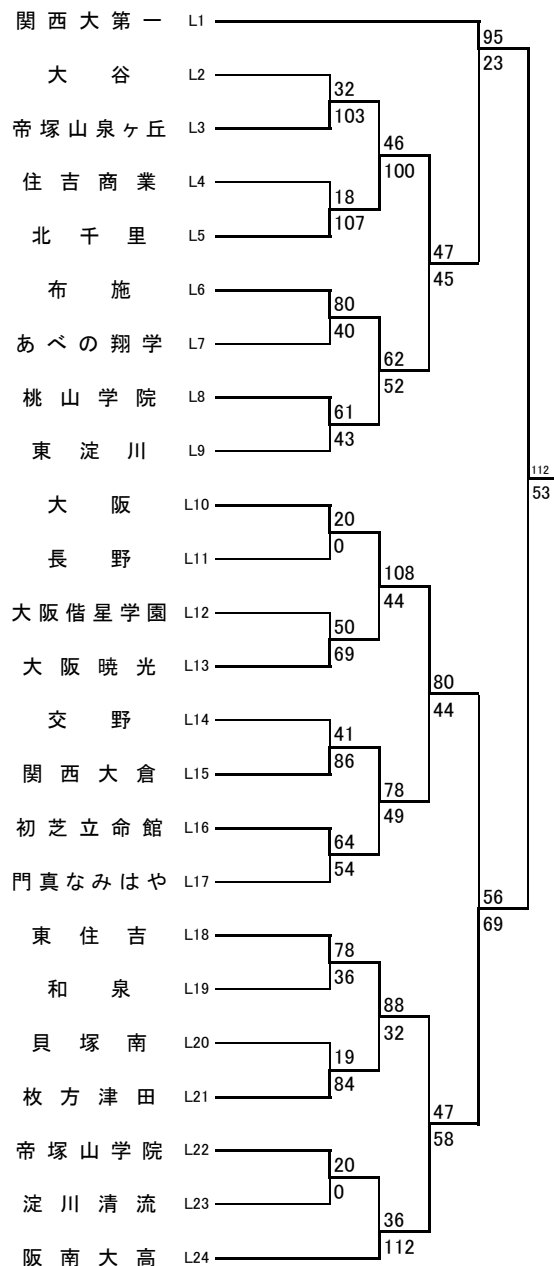 関西大第一 L1
95
23
大谷 L2
32
103
帝塚山泉ヶ丘 L3
46
100
住吉商業 L4
18
107
北千里 L5
47
45
布施 L6
80
40
あべの翔学 L7
62
52
桃山学院 L8
61
43
東淀川 L9
112
53
大阪 L10
20
0
長野 L11
108
44
大阪偕星学園 L12
50
69
大阪暁光 L13
80
44
交野 L14
41
86
関西大倉 L15
78
49
初芝立命館 L16
64
54
門真なみはや L17
56
69
東住吉 L18
78
36
和泉 L19
88
32
貝塚南 L20
19
84
枚方津田 L21
47
58
帝塚山学院 L22
20
0
淀川清流 L23
36
112
阪南大高 L24